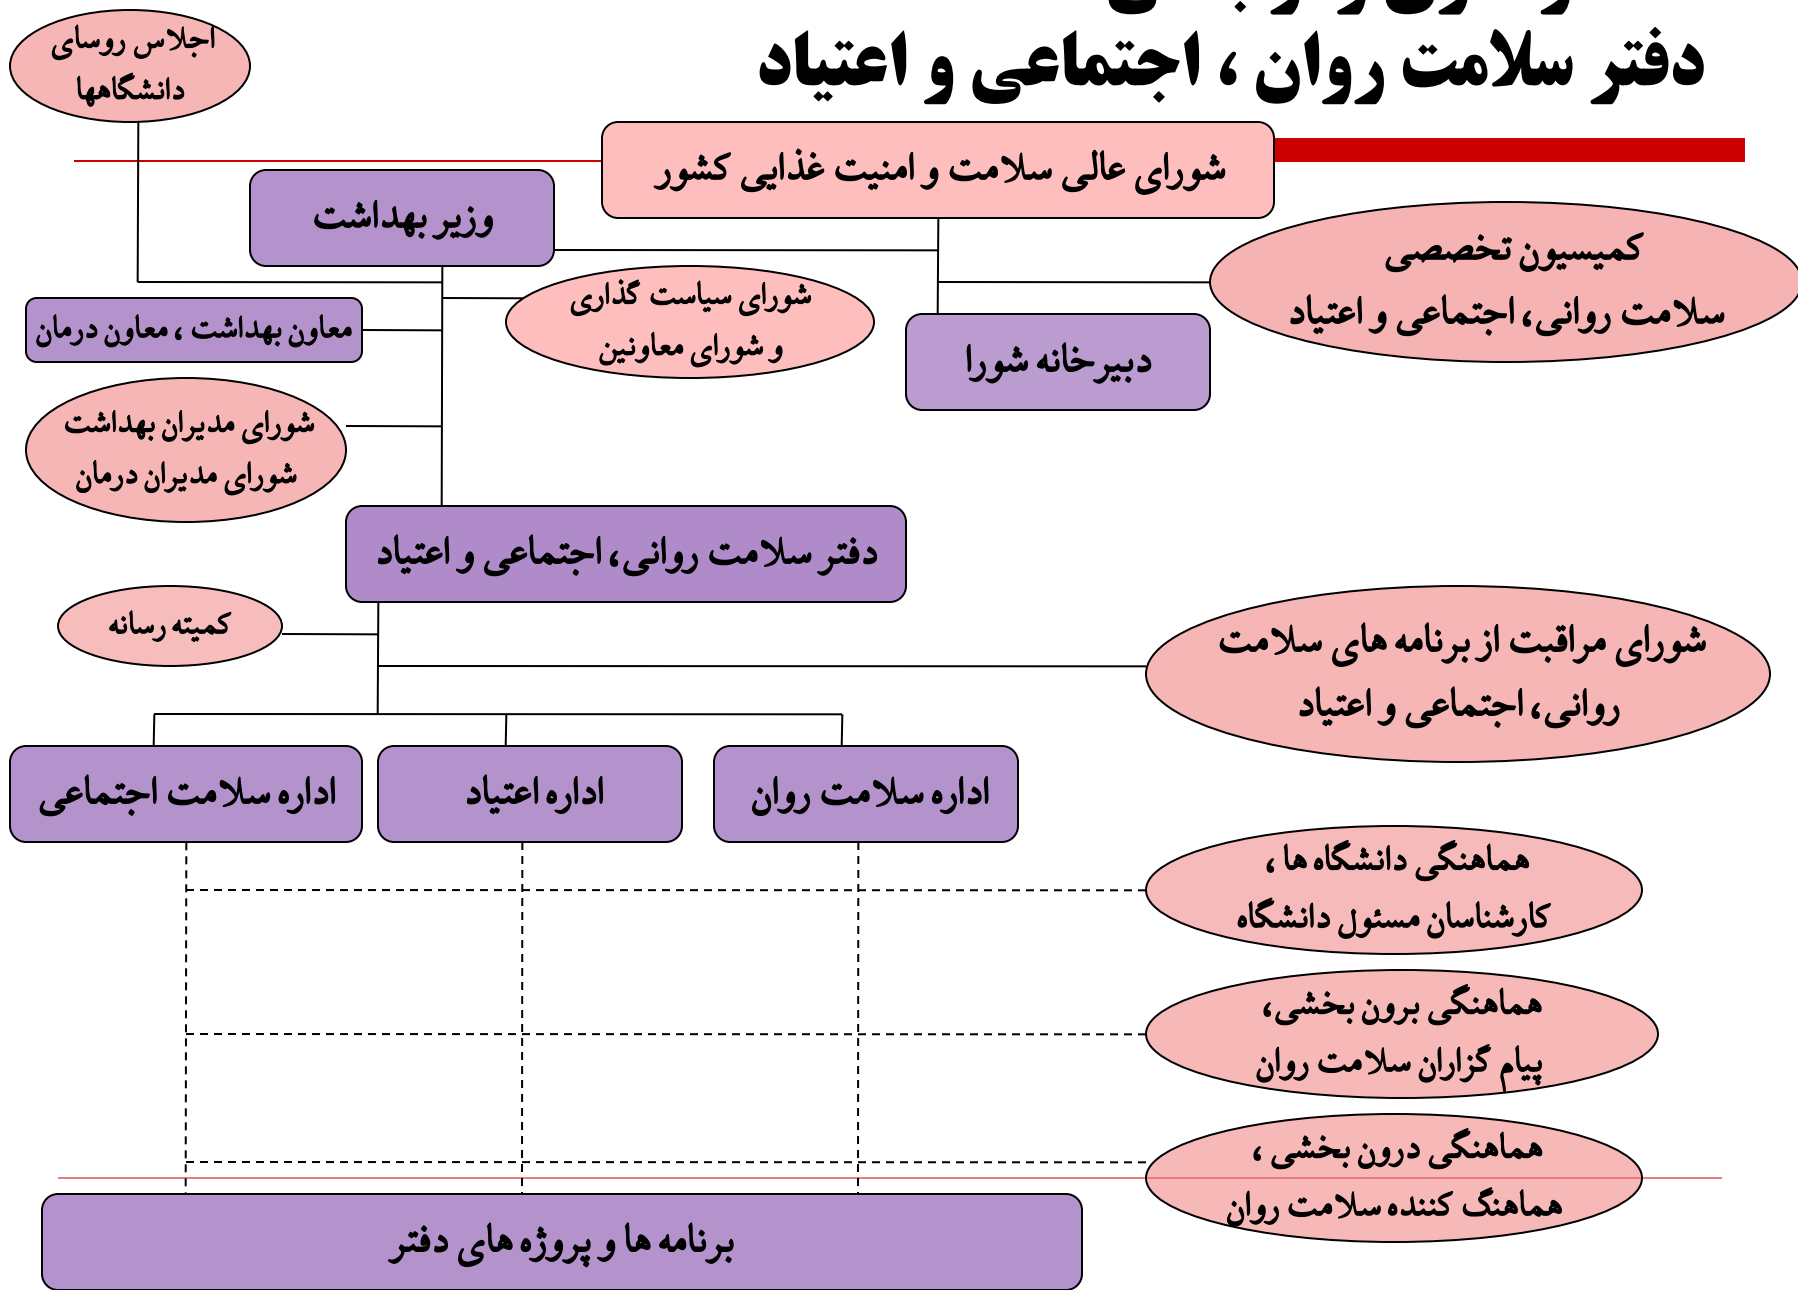 دفتر سلامت روان ، اجتماعی و اعتیاد
اجلاس روسای
دانشگاهها
شورای عالی سلامت و امنیت غذایی کشور
وزیر بهداشت
کمیسیون تخصصی
سلامت روانی، اجتماعی و اعتیاد
شورای سیاست گذاری
و شورای معاونین
معاون بهداشت ، معاون درمان
دبیرخانه شورا
شورای مدیران بهداشت
شورای مدیران درمان
دفتر سلامت روانی، اجتماعی و اعتیاد
کمیته رسانه
شورای مراقبت از برنامه های سلامت
روانی، اجتماعی و اعتیاد
اداره سلامت روان
اداره اعتیاد
اداره سلامت اجتماعی
هماهنگی دانشگاه ها ،
کارشناسان مسئول دانشگاه
هماهنگی برون بخشی،
پیام گزاران سلامت روان
هماهنگی درون بخشی ،
هماهنگ کننده سلامت روان
برنامه ها و پروژه های دفتر